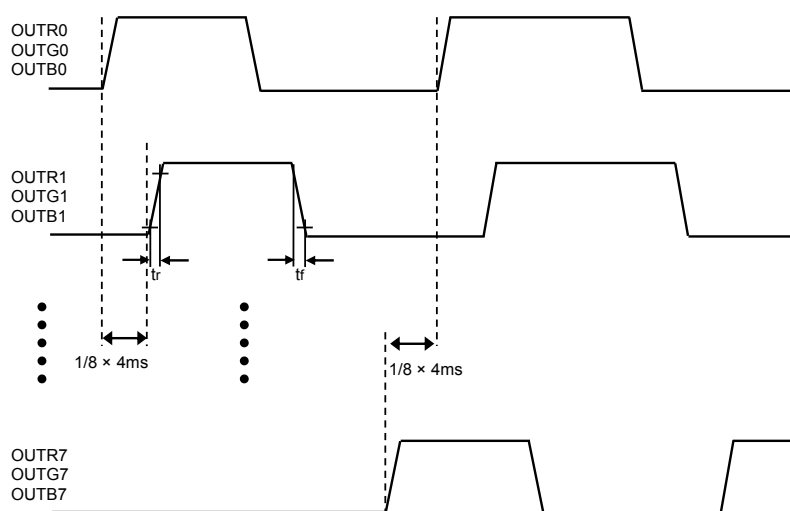 OUTR0
OUTG0
OUTB0
OUTR1
OUTG1
OUTB1
tr
tf
1/8 × 4ms
1/8 × 4ms
OUTR7
OUTG7
OUTB7